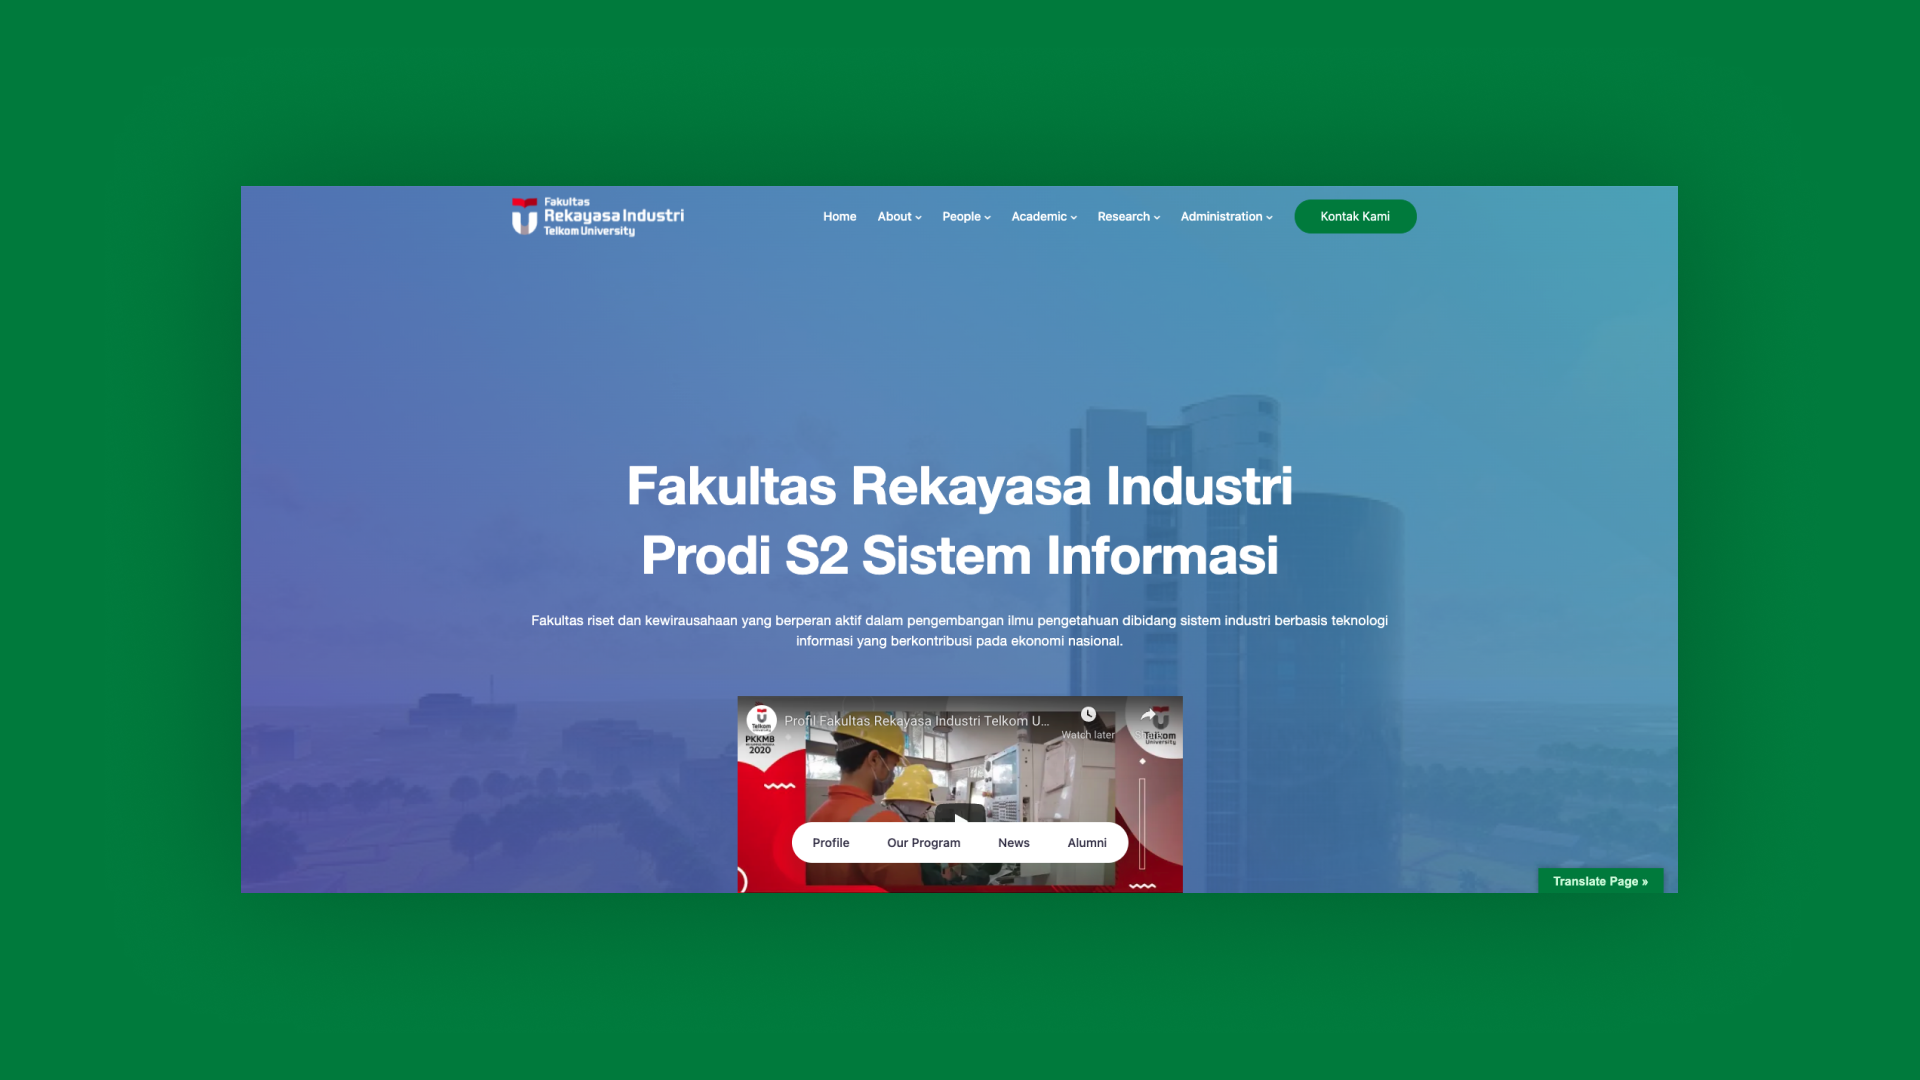 Fakultas
Rekayasa Industri
Telkom University
Home About People Academic Research Administration Kontak Kami
Fakultas Rekayasa Industri
Prodi S2 Sistem Informasi
Fakultas riset dan kewirausahaan yang berperan aktif dalam pengembangan ilmu pengetahuan dibidang sistem industri berbasis teknologi
informasi yang berkontribusi pada ekonomi nasional.
Profil Fakultas Rekayasa Industri Telkom U...
Watch later
Telkom
University
PKKMB
2020
Profile Our Program News Alumni
Translate Page »